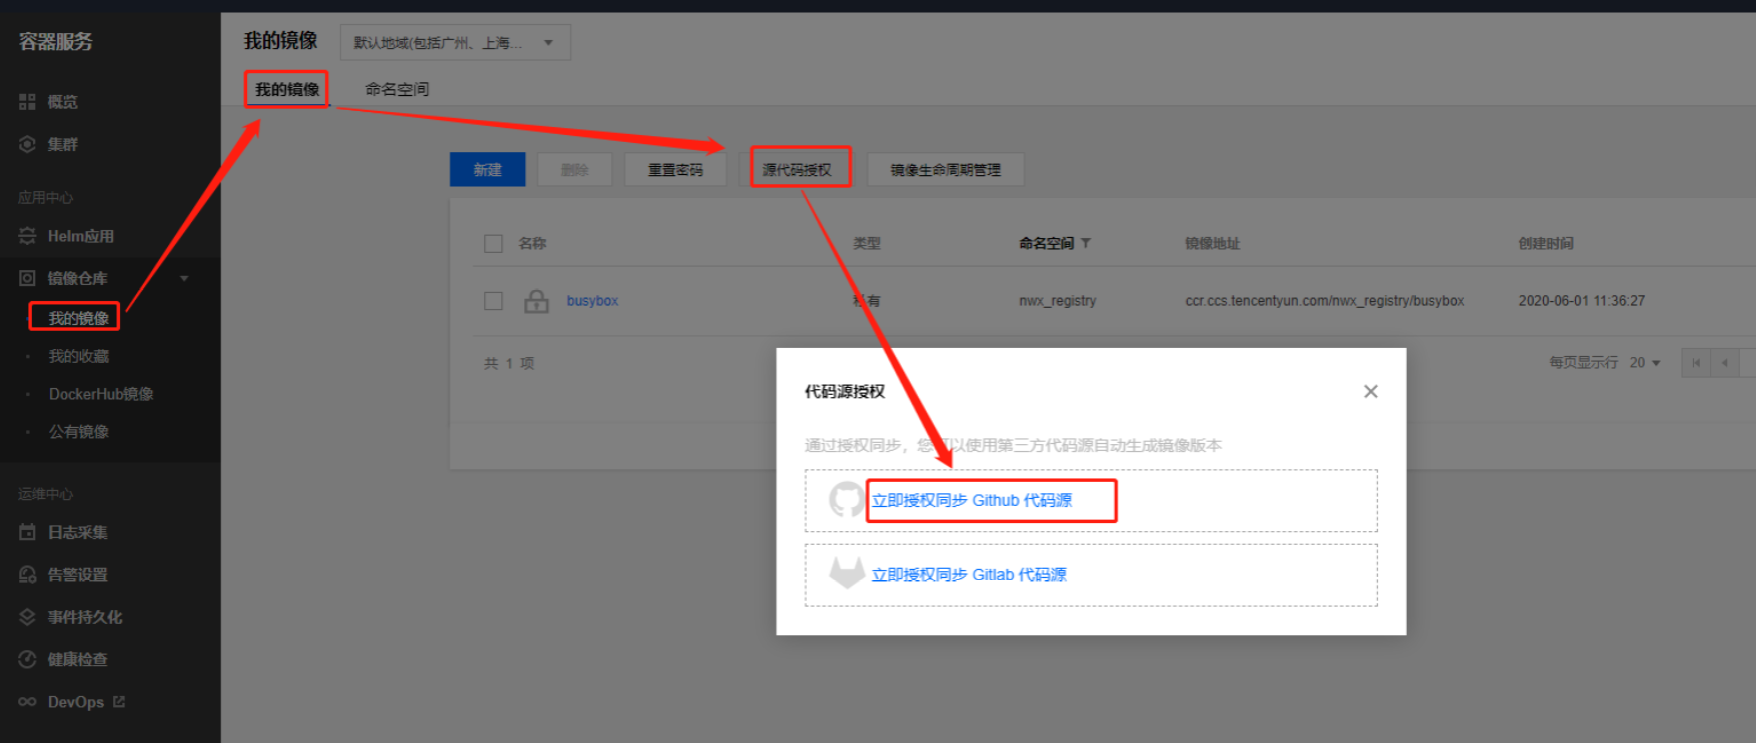 容器服务
概览
集群
应用中心
Helm应用
镜像仓库
我的镜像
我的收藏
DockerHub镜像
公有镜像
运维中心
日志采集
告警设置
事件持久化
健康检查
DevOps
我的镜像 默认地域(包括广州、上海...
我的镜像 命名空间
新建 删除 重置密码 源代码授权 镜像生命周期管理
名称 类型 命名空间 镜像地址 创建时间
busybox 私有 nwx_registry ccr.ccs.tencentyun.com/nwx_registry/busybox 2020-06-01 11:36:27
共 1 项 每页显示行 20
代码源授权
通过授权同步，您可以使用第三方代码源自动生成镜像版本
立即授权同步 Github 代码源
立即授权同步 Gitlab 代码源